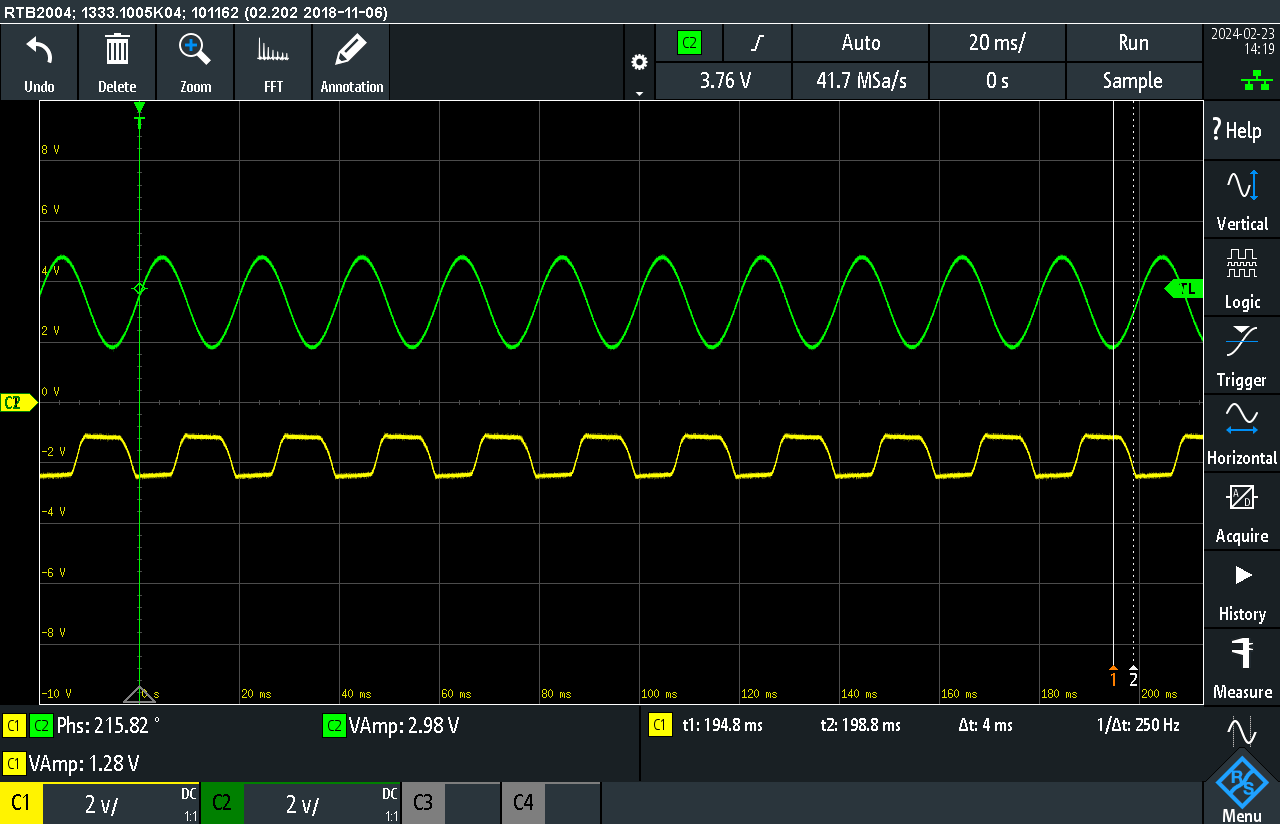 RTB2004; 1333.1005K04; 101162 (02.202 2018-11-06)
Undo Delete Zoom FFT Annotation
C2 Auto 20 ms/ Run
3.76 V 41.7 MSa/s 0 s Sample
2024-02-23
14:19
? Help
Vertical
Logic
Trigger
Horizontal
A/D
Acquire
History
Measure
R&S
Menu
T
8 V
6 V
4 V
TL
2 V
0 V
C2
-2 V
-4 V
-6 V
-8 V
1 2
-10 V 0 s 20 ms 40 ms 60 ms 80 ms 100 ms 120 ms 140 ms 160 ms 180 ms 200 ms
C1 C2 Phs: 215.82 ° C2 VAmp: 2.98 V C1 t1: 194.8 ms t2: 198.8 ms Δt: 4 ms 1/Δt: 250 Hz
C1 VAmp: 1.28 V
C1 2 V/ DC 1:1 C2 2 V/ DC 1:1 C3 C4